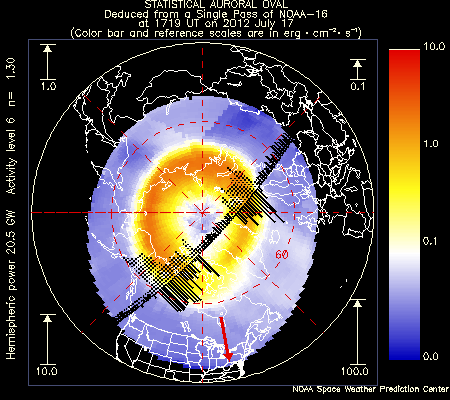 STATISTICAL AURORAL OVAL
Deduced from a Single Pass of NOAA-16
at 1719 UT on 2012 July 17
(Color bar and reference scales are in erg · cm⁻² · s⁻¹)
1.0
0.1
10.0
1.0
0.1
0.0
Hemispheric power 20.5 GW Activity level 6 n= 1.30
60
10.0
100.0
NOAA Space Weather Prediction Center